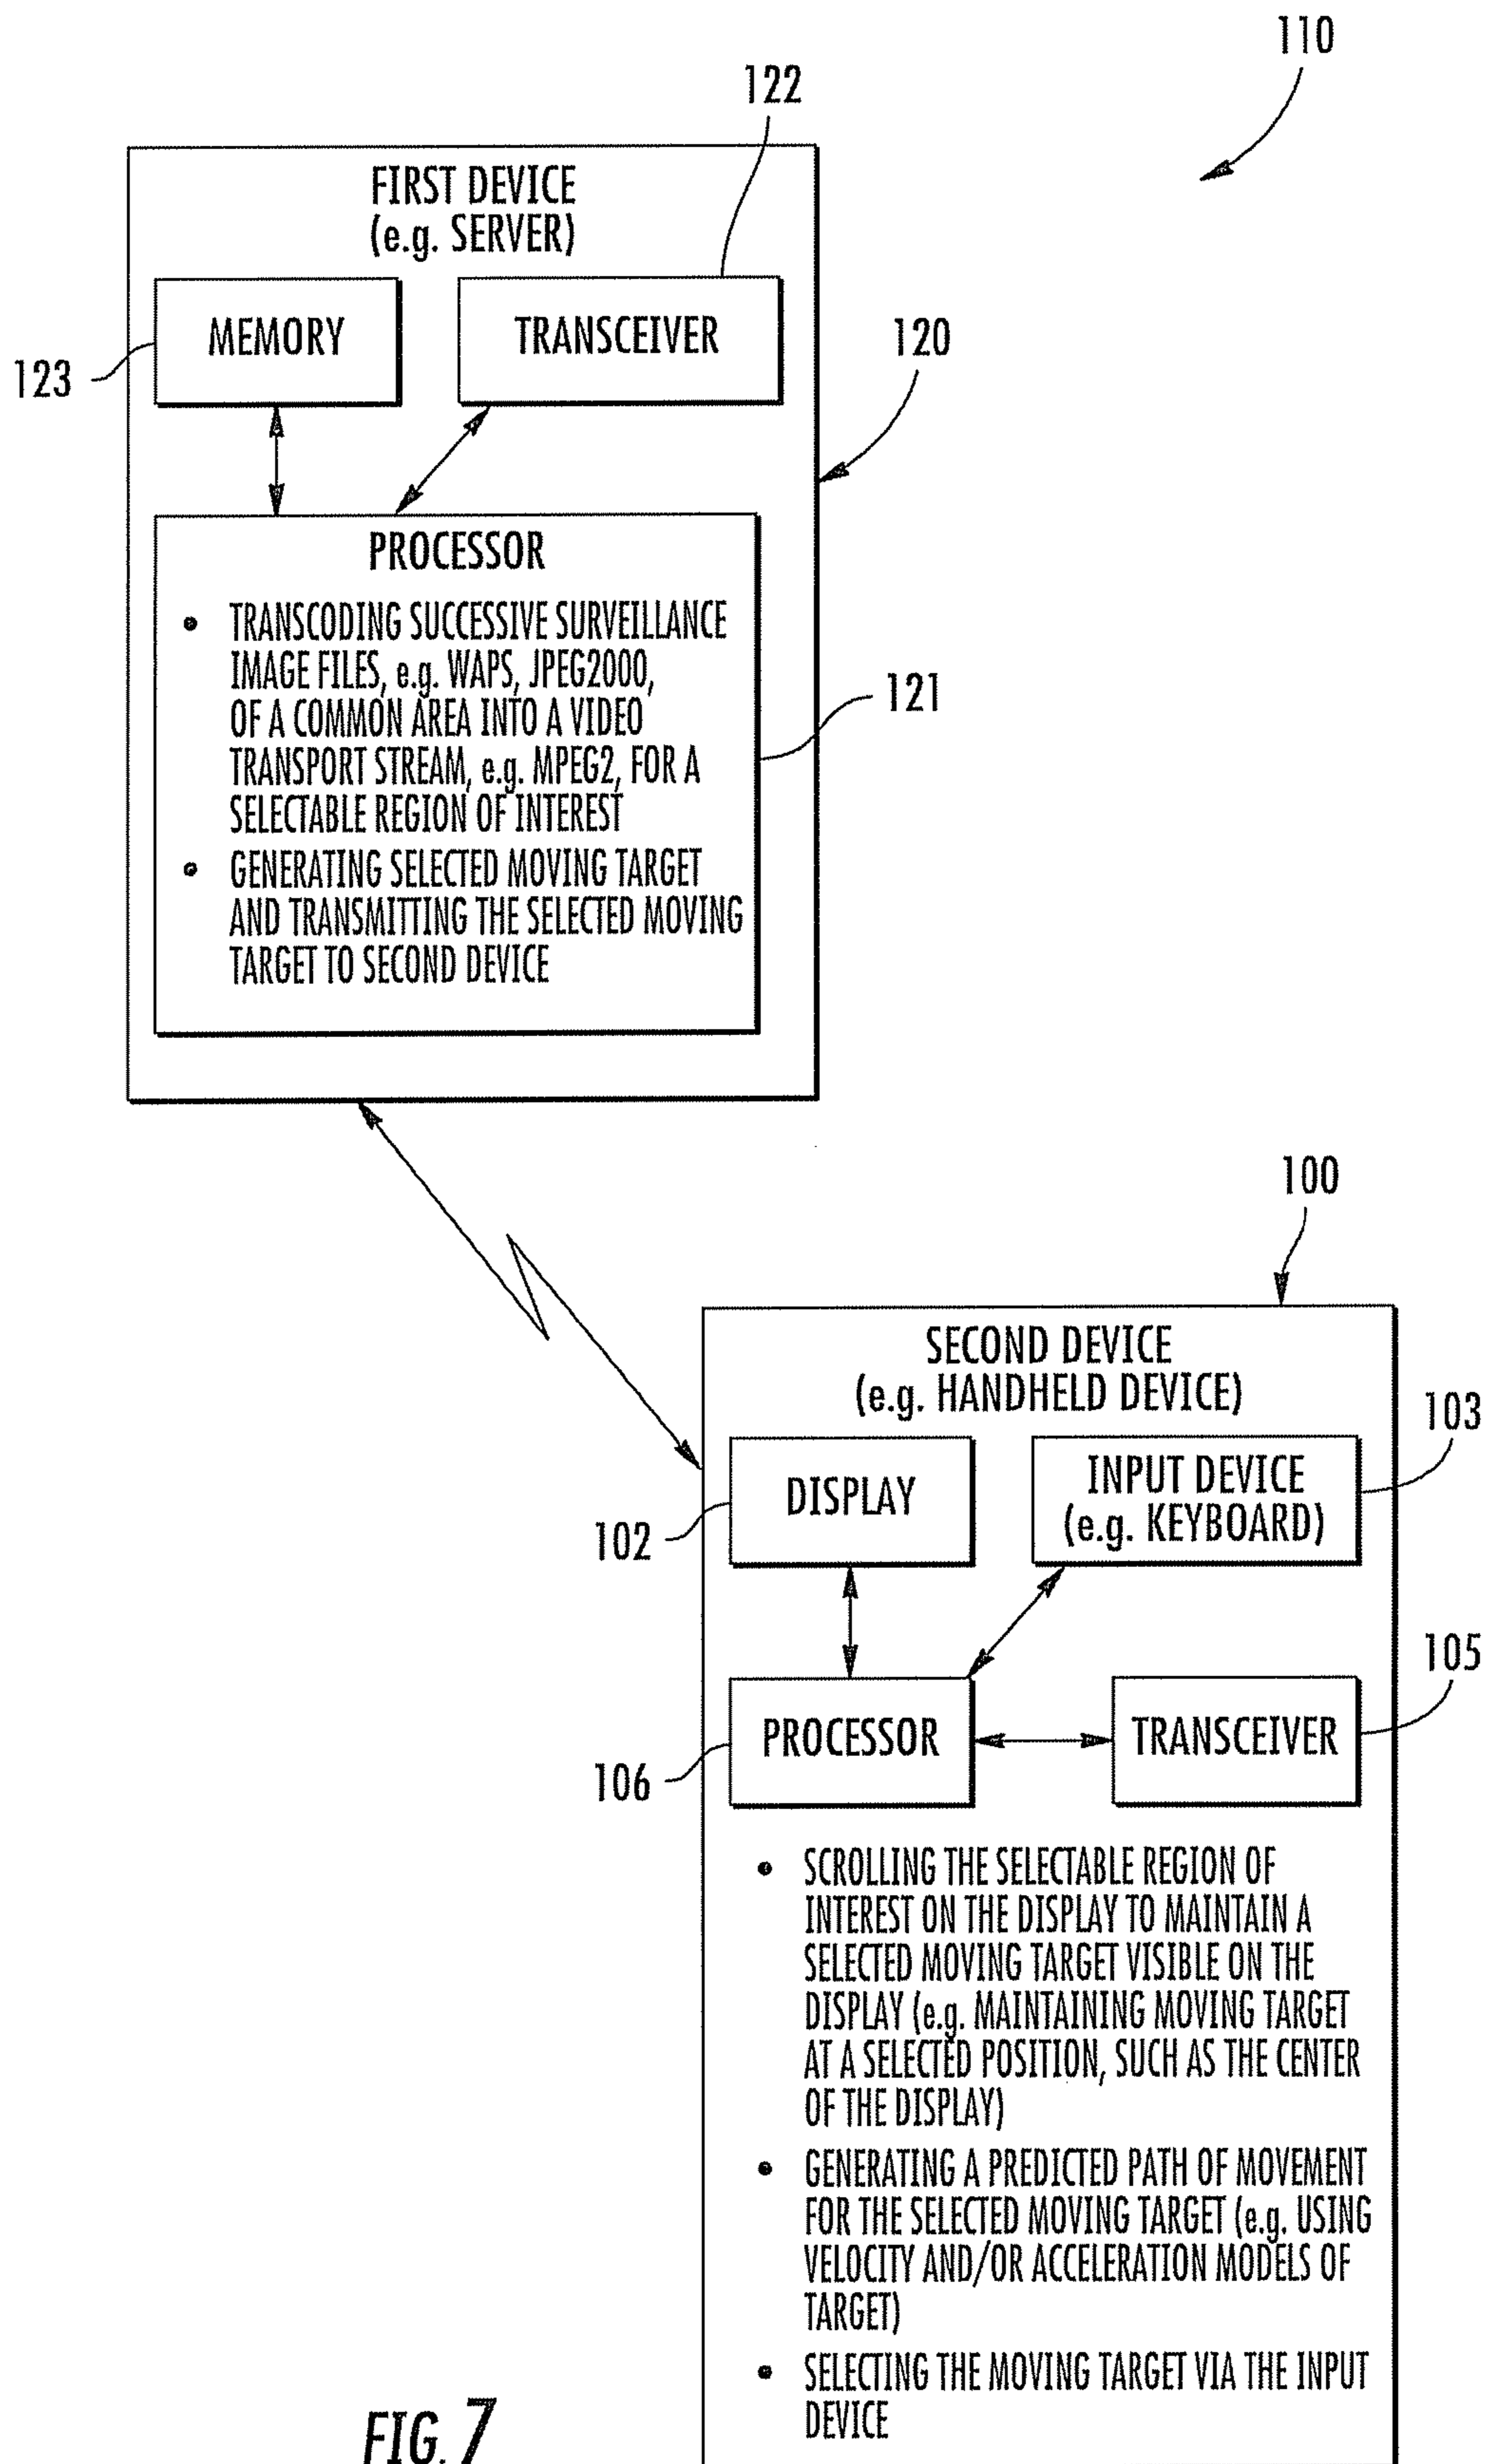 110
122
FIRST DEVICE
(e.g. SERVER)
MEMORY
TRANSCEIVER
120
123
PROCESSOR
• TRANSCODING SUCCESSIVE SURVEILLANCE
IMAGE FILES, e.g. WAPS, JPEG2000,
OF A COMMON AREA INTO A VIDEO
TRANSPORT STREAM, e.g. MPEG2, FOR A
SELECTABLE REGION OF INTEREST
121
• GENERATING SELECTED MOVING TARGET
AND TRANSMITTING THE SELECTED MOVING
TARGET TO SECOND DEVICE
100
SECOND DEVICE
(e.g. HANDHELD DEVICE)
103
DISPLAY
INPUT DEVICE
(e.g. KEYBOARD)
102
105
PROCESSOR
TRANSCEIVER
106
• SCROLLING THE SELECTABLE REGION OF
INTEREST ON THE DISPLAY TO MAINTAIN A
SELECTED MOVING TARGET VISIBLE ON THE
DISPLAY (e.g. MAINTAINING MOVING TARGET
AT A SELECTED POSITION, SUCH AS THE CENTER
OF THE DISPLAY)
• GENERATING A PREDICTED PATH OF MOVEMENT
FOR THE SELECTED MOVING TARGET (e.g. USING
VELOCITY AND/OR ACCELERATION MODELS OF
TARGET)
• SELECTING THE MOVING TARGET VIA THE INPUT
DEVICE
FIG. 7